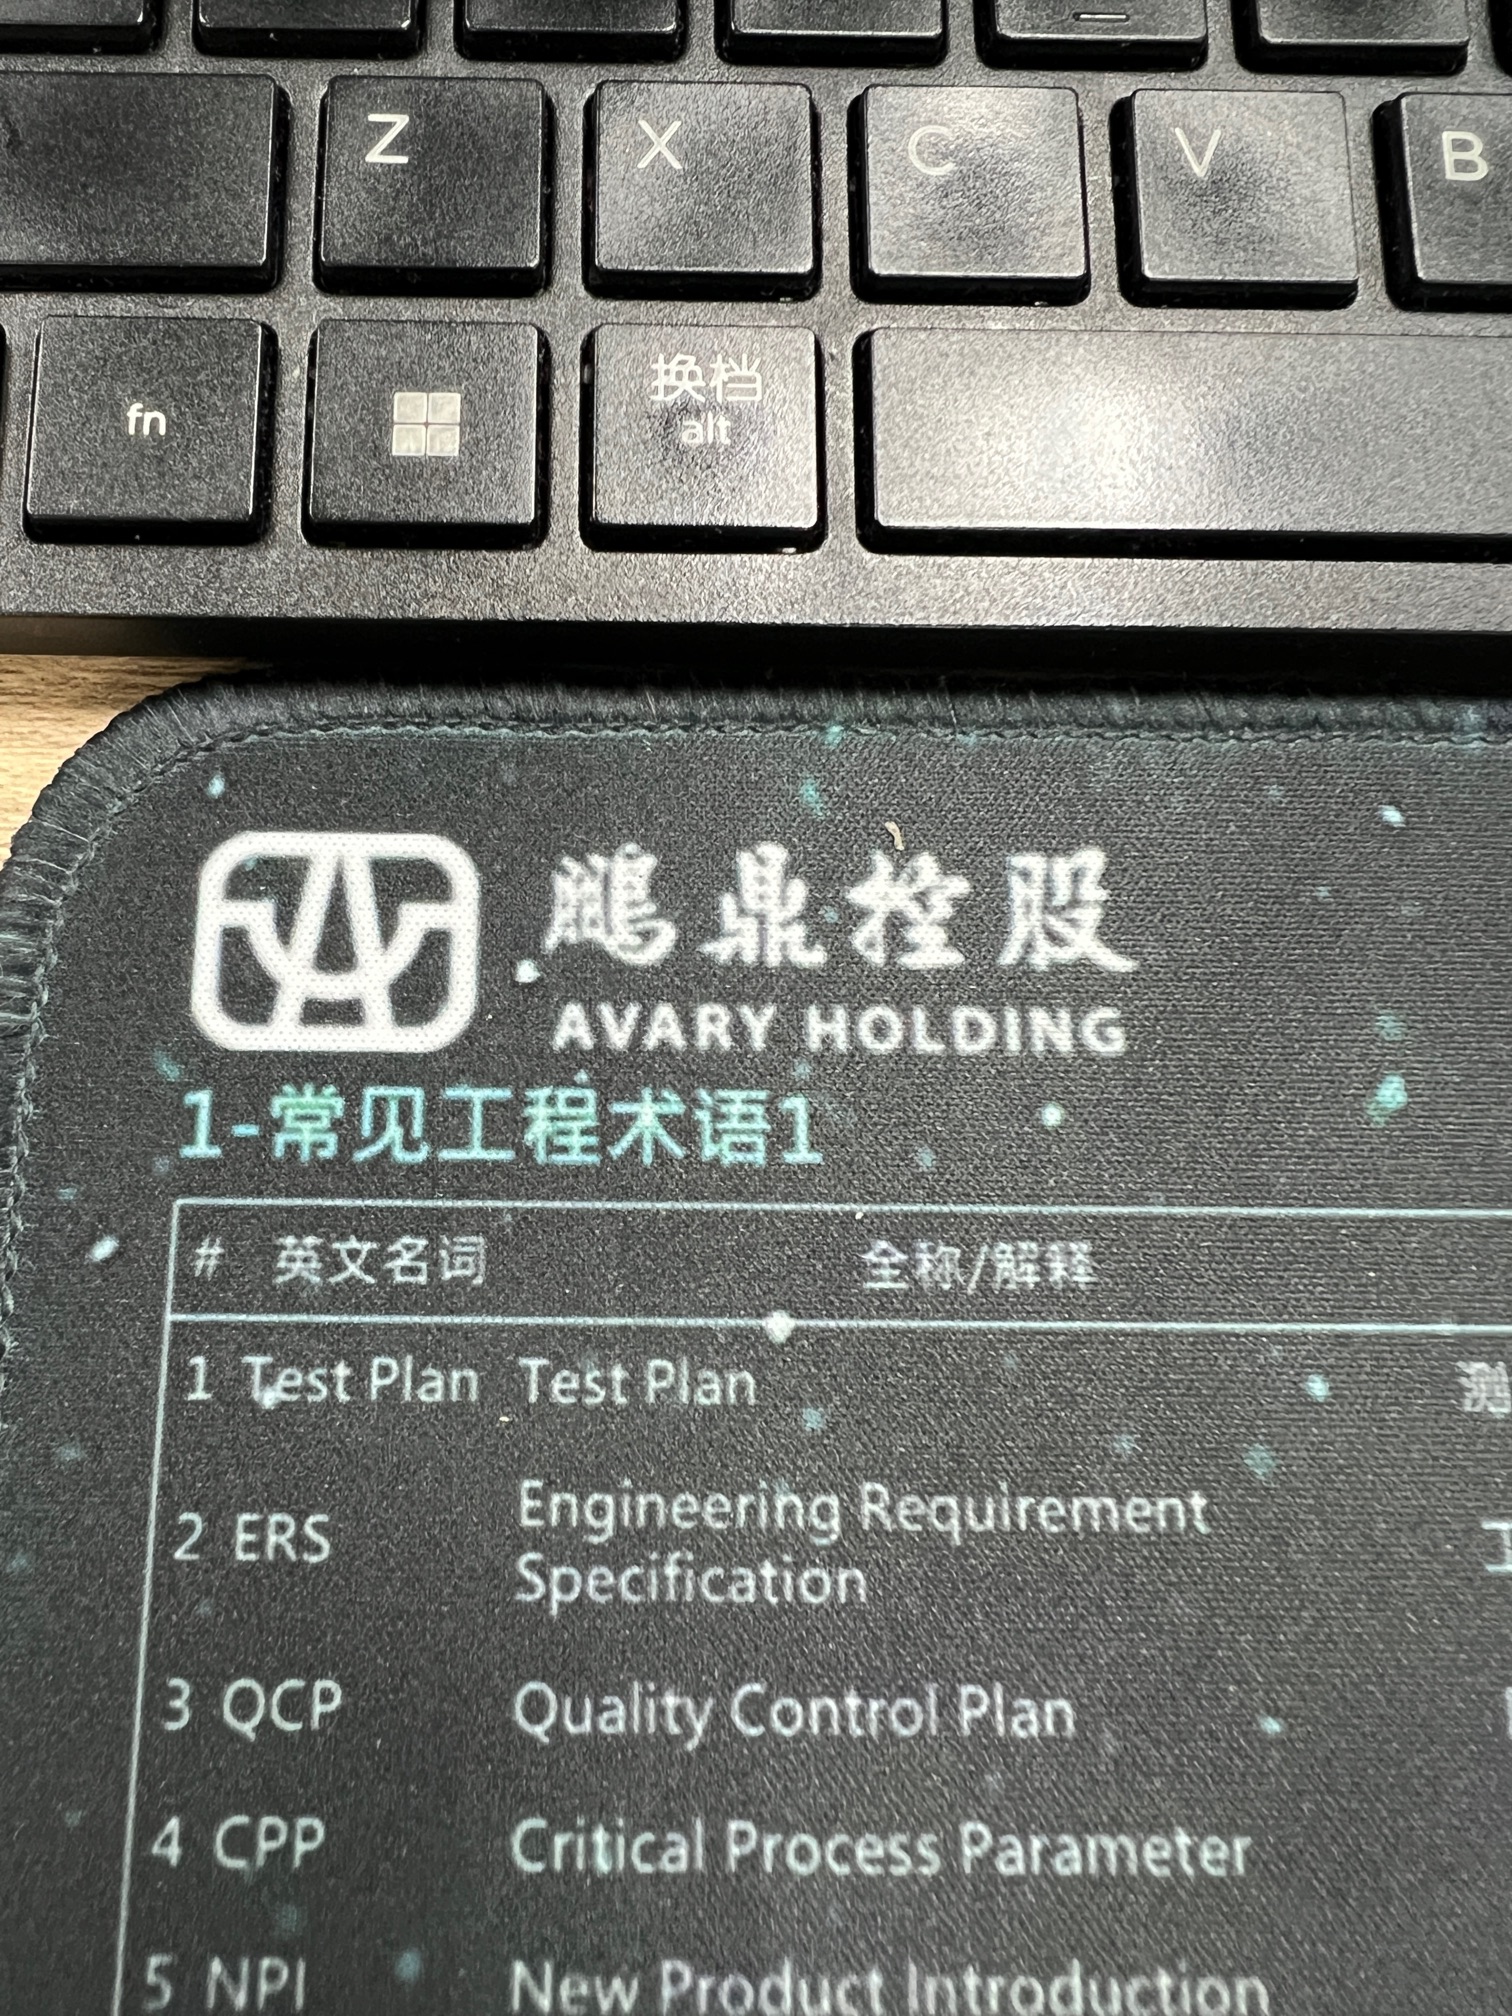 Z X C V B
fn 换档
alt
鵬鼎控股
AVARY HOLDING
1-常见工程术语1
# 英文名词 全称/解释
1 Test Plan Test Plan 测
2 ERS Engineering Requirement
Specification
3 QCP Quality Control Plan
4 CPP Critical Process Parameter
5 NPI New Product Introduction